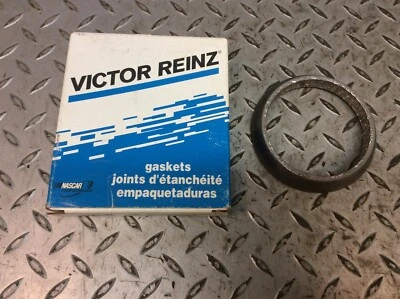 VICTOR REINZ®
gaskets
joints d'étanchéité
empaquetaduras
NASCAR